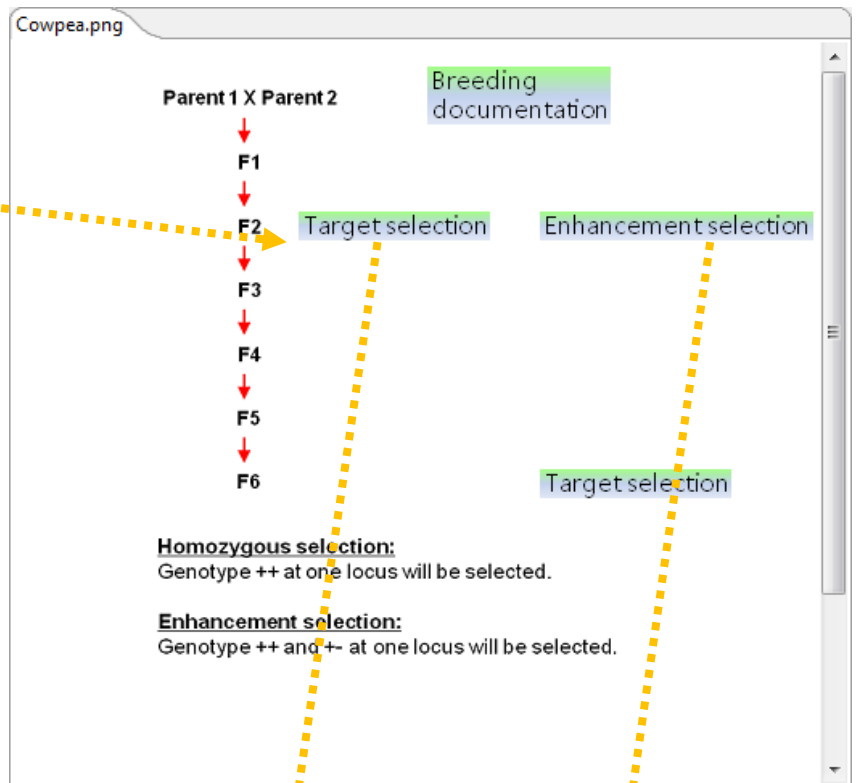 Cowpea.png
Breeding
documentation
Parent 1 X Parent 2
F1
F2
Target selection
Enhancement selection
F3
F4
F5
F6
Target selection
Homozygous selection:
Genotype ++ at one locus will be selected.
Enhancement selection:
Genotype ++ and +- at one locus will be selected.